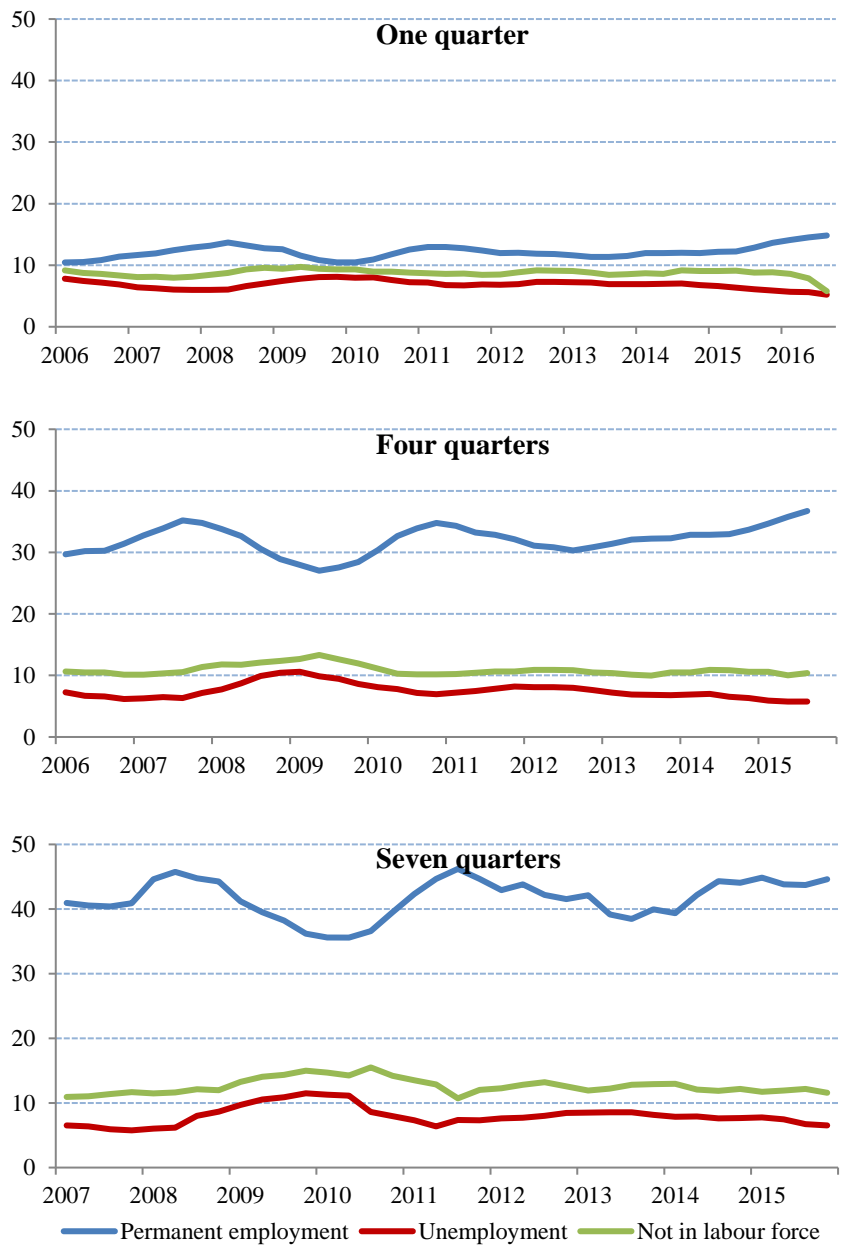 One quarter
50
40
30
20
10
0
2006 2007 2008 2009 2010 2011 2012 2013 2014 2015 2016
Four quarters
50
40
30
20
10
0
2006 2007 2008 2009 2010 2011 2012 2013 2014 2015
Seven quarters
50
40
30
20
10
0
2007 2008 2009 2010 2011 2012 2013 2014 2015
Permanent employment Unemployment Not in labour force